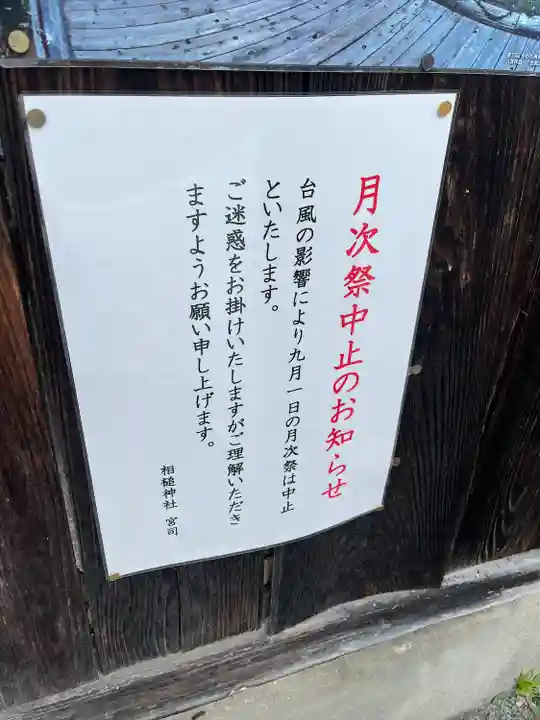 月次祭中止のお知らせ
台風の影響により九月一日の月次祭は中止
といたします。
ご迷惑をお掛けいたしますがご理解いただき
ますようお願い申し上げます。
相槌神社 宮司